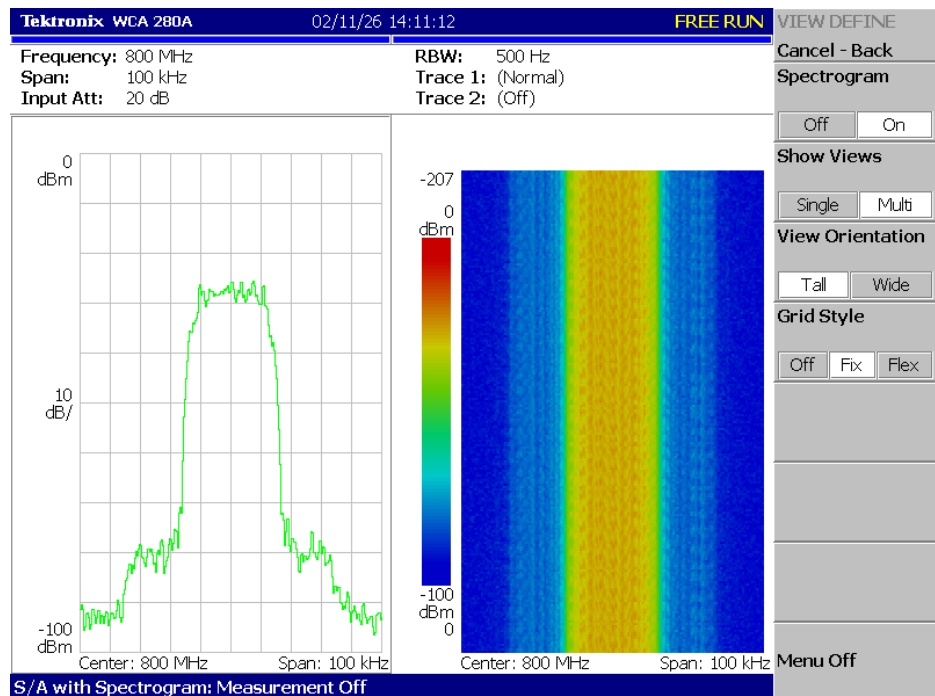 Tektronix WCA 280A 02/11/26 14:11:12 FREE RUN
Frequency: 800 MHz
Span: 100 kHz
Input Att: 20 dB
RBW: 500 Hz
Trace 1: (Normal)
Trace 2: (Off)
0
dBm
10
dB/
-100
dBm
Center: 800 MHz Span: 100 kHz
-207
0
dBm
-100
dBm
0
Center: 800 MHz Span: 100 kHz
S/A with Spectrogram: Measurement Off
VIEW DEFINE
Cancel - Back
Spectrogram
Off On
Show Views
Single Multi
View Orientation
Tall Wide
Grid Style
Off Fix Flex
Menu Off